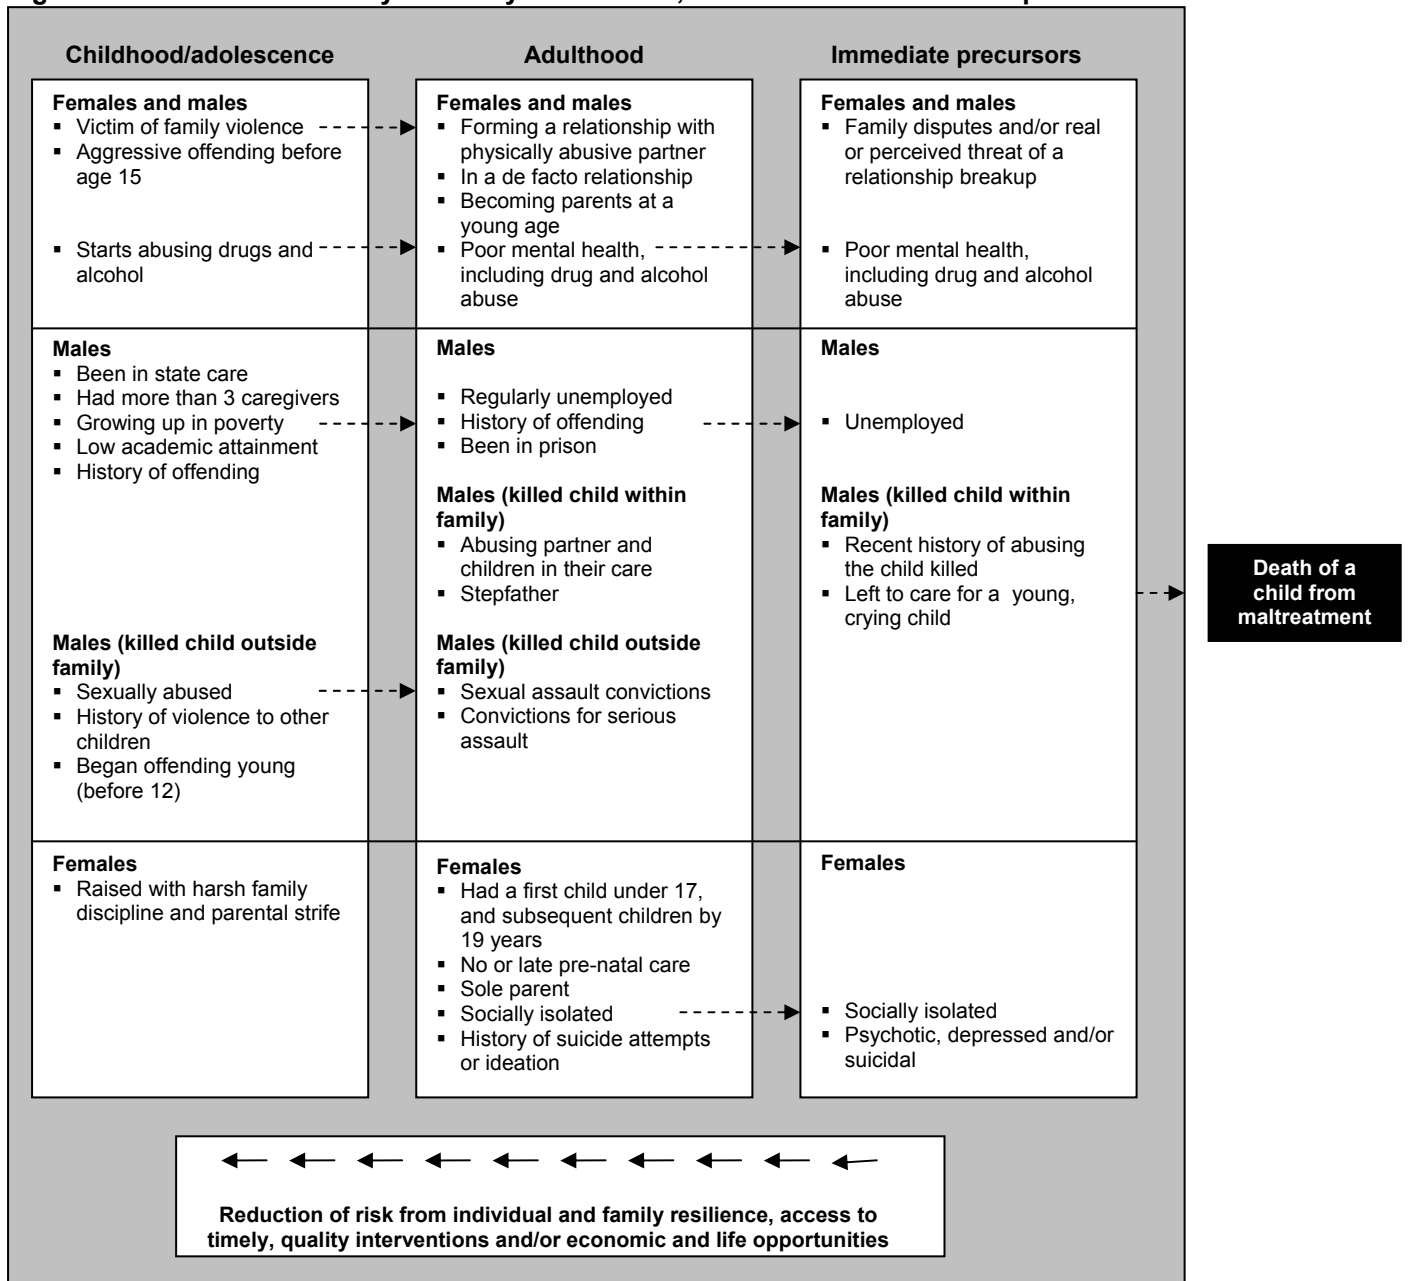 Childhood/adolescence
Females and males
▪ Victim of family violence
▪ Aggressive offending before
age 15
▪ Starts abusing drugs and
alcohol
Males
▪ Been in state care
▪ Had more than 3 caregivers
▪ Growing up in poverty
▪ Low academic attainment
▪ History of offending
Males (killed child outside
family)
▪ Sexually abused
▪ History of violence to other
children
▪ Began offending young
(before 12)
Females
▪ Raised with harsh family
discipline and parental strife
Adulthood
Females and males
▪ Forming a relationship with
physically abusive partner
▪ In a de facto relationship
▪ Becoming parents at a
young age
▪ Poor mental health,
including drug and alcohol
abuse
Males
▪ Regularly unemployed
▪ History of offending
▪ Been in prison
Males (killed child within
family)
▪ Abusing partner and
children in their care
▪ Stepfather
Males (killed child outside
family)
▪ Sexual assault convictions
▪ Convictions for serious
assault
Females
▪ Had a first child under 17,
and subsequent children by
19 years
▪ No or late pre-natal care
▪ Sole parent
▪ Socially isolated
▪ History of suicide attempts
or ideation
Immediate precursors
Females and males
▪ Family disputes and/or real
or perceived threat of a
relationship breakup
▪ Poor mental health,
including drug and alcohol
abuse
Males
▪ Unemployed
Males (killed child within
family)
▪ Recent history of abusing
the child killed
▪ Left to care for a young,
crying child
Females
▪ Socially isolated
▪ Psychotic, depressed and/or
suicidal
Death of a
child from
maltreatment
Reduction of risk from individual and family resilience, access to
timely, quality interventions and/or economic and life opportunities